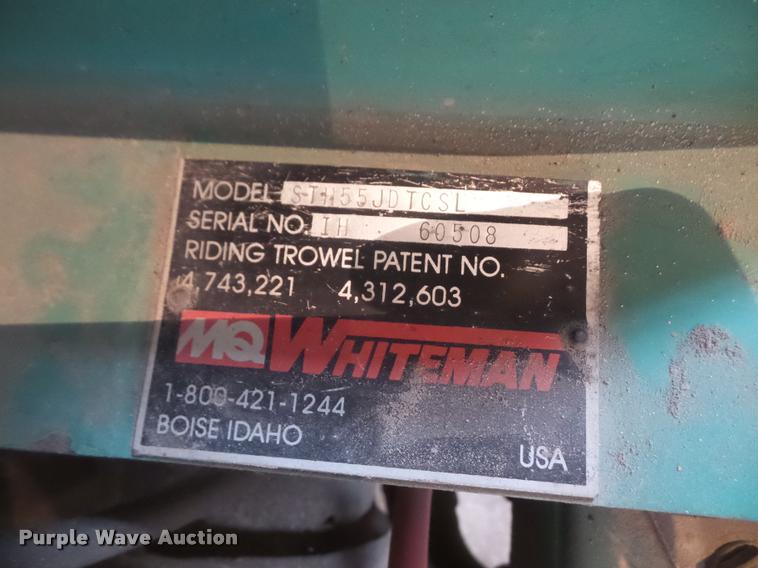 MODEL STH55JDTCSL
SERIAL NO. IH 60508
RIDING TROWEL PATENT NO.
4,743,221 4,312,603
MQ WHITEMAN
1-800-421-1244
BOISE IDAHO
USA
Purple Wave Auction